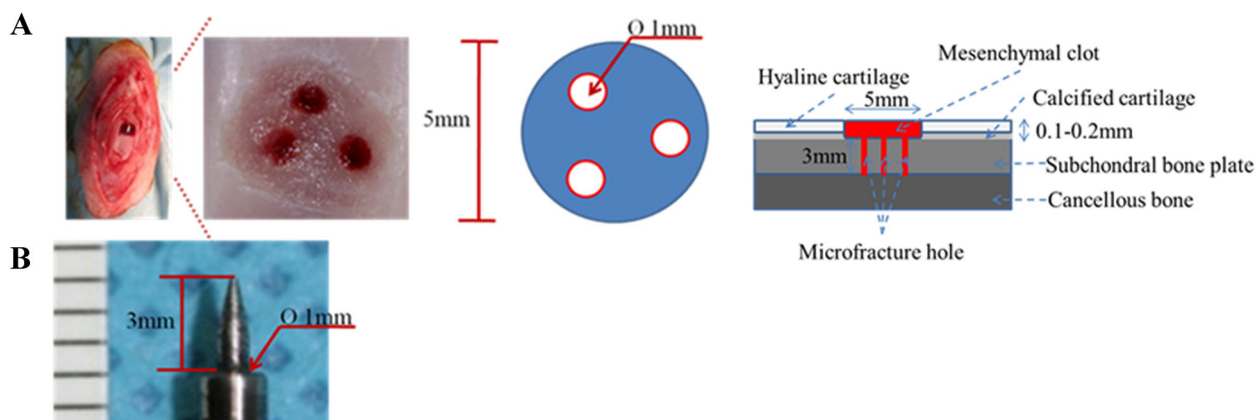 A
O 1mm
5mm
Mesenchymal clot
Hyaline cartilage
5mm
Calcified cartilage
0.1-0.2mm
3mm
Subchondral bone plate
Cancellous bone
Microfracture hole
B
3mm
O 1mm